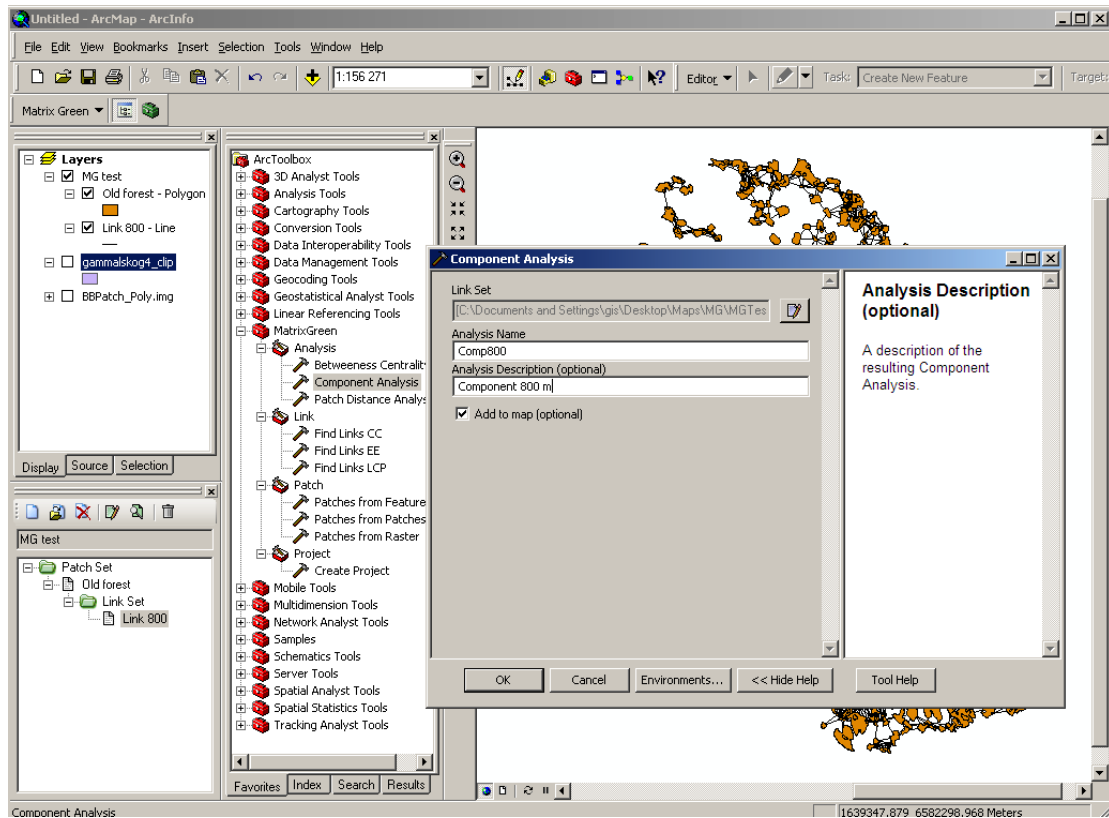 Untitled - ArcMap - ArcInfo
File Edit View Bookmarks Insert Selection Tools Window Help
1:156 271
Editor
Task:
Create New Feature
Target:
Matrix Green
Layers
MG test
Old forest - Polygon
Link 800 - Line
gammalskog4_clip
BBPatch_Poly.img
Display Source Selection
MG test
Patch Set
Old forest
Link Set
Link 800
ArcToolbox
3D Analyst Tools
Analysis Tools
Cartography Tools
Conversion Tools
Data Interoperability Tools
Data Management Tools
Geocoding Tools
Geostatistical Analyst Tools
Linear Referencing Tools
MatrixGreen
Analysis
Betweeness Centralit
Component Analysis
Patch Distance Analys
Link
Find Links CC
Find Links EE
Find Links LCP
Patch
Patches from Feature
Patches from Patches
Patches from Raster
Project
Create Project
Mobile Tools
Multidimension Tools
Network Analyst Tools
Samples
Schematics Tools
Server Tools
Spatial Analyst Tools
Spatial Statistics Tools
Tracking Analyst Tools
Favorites Index Search Results
Component Analysis
Link Set
C:\Documents and Settings\gis\Desktop\Maps\MG\MGTes
Analysis Name
Comp800
Analysis Description (optional)
Component 800 m
Add to map (optional)
Analysis Description
(optional)
A description of the
resulting Component
Analysis.
OK Cancel Environments... << Hide Help Tool Help
Component Analysis
1639347,879 6582298,968 Meters